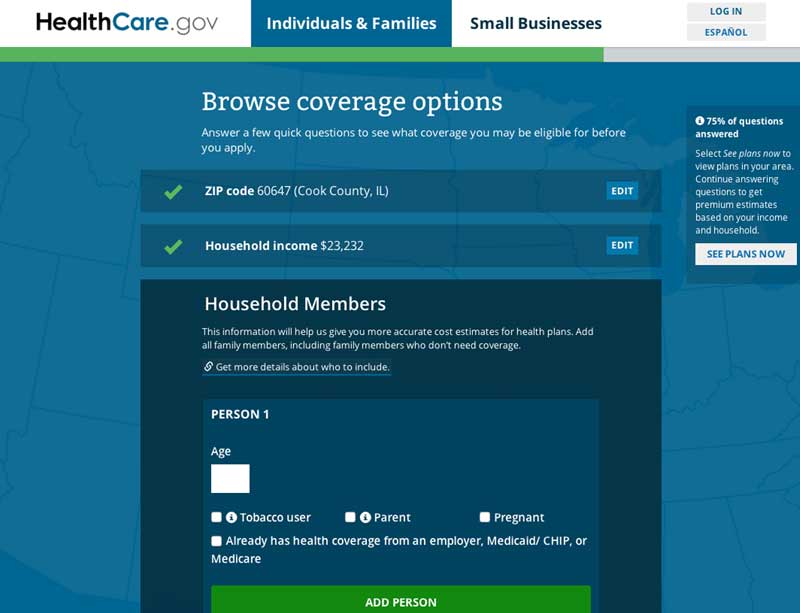 HealthCare.gov
Individuals & Families
Small Businesses
LOG IN
ESPAÑOL
Browse coverage options
Answer a few quick questions to see what coverage you may be eligible for before
you apply.
75% of questions
answered
Select See plans now to
view plans in your area.
Continue answering
questions to get
premium estimates
based on your income
and household.
SEE PLANS NOW
ZIP code 60647 (Cook County, IL)
EDIT
Household income $23,232
EDIT
Household Members
This information will help us give you more accurate cost estimates for health plans. Add
all family members, including family members who don't need coverage.
Get more details about who to include.
PERSON 1
Age
Tobacco user
Parent
Pregnant
Already has health coverage from an employer, Medicaid/ CHIP, or
Medicare
ADD PERSON